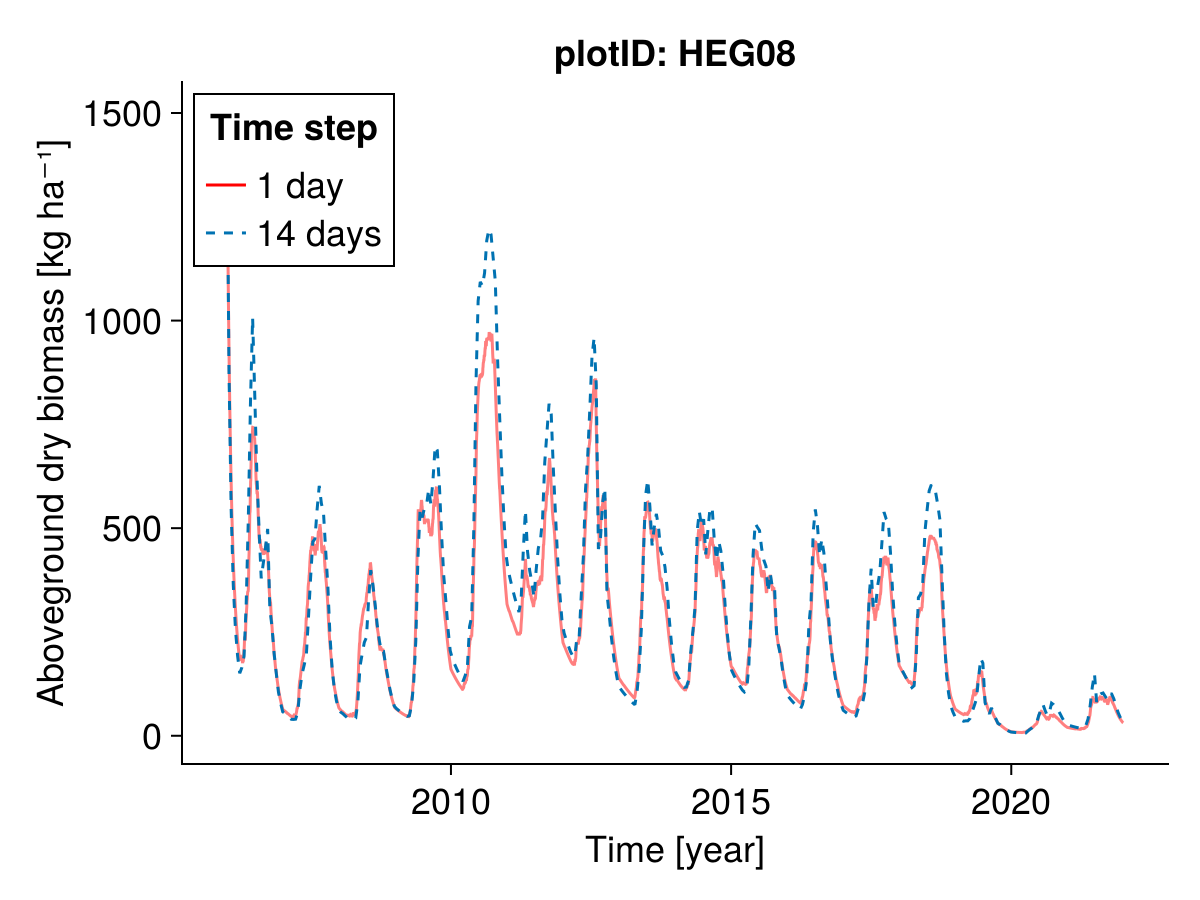 plotID: HEG08
1500
1000
500
0
Aboveground dry biomass [kg ha⁻¹]
Time step
1 day
14 days
2010
2015
2020
Time [year]